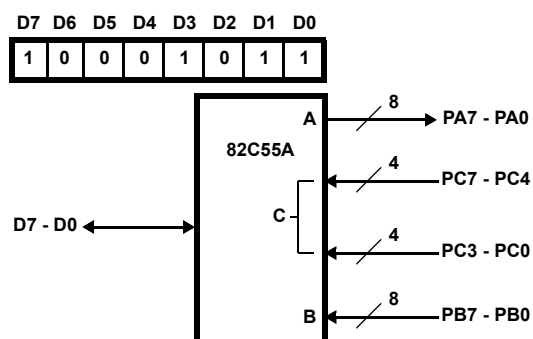 D7 D6 D5 D4 D3 D2 D1 D0
1 0 0 0 1 0 1 1
8
A
PA7 - PA0
82C55A
4
PC7 - PC4
C
D7 - D0
4
PC3 - PC0
8
B
PB7 - PB0